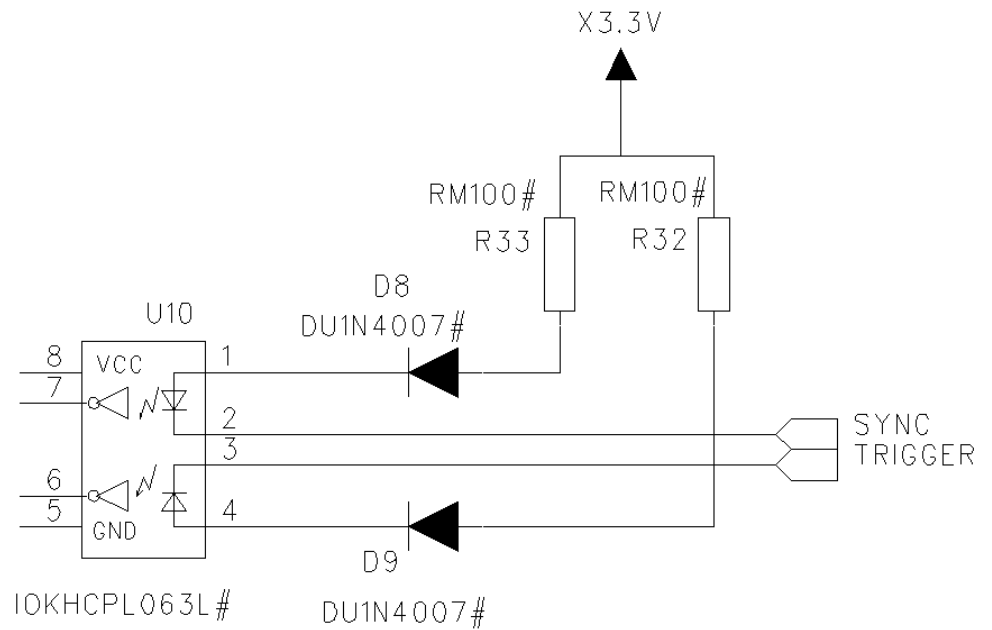 X3.3V
RM100#
RM100#
R33
R32
D8
DU1N4007#
U10
8
VCC
1
7
2
SYNC
3
TRIGGER
6
5
GND
4
D9
IOKHCPL063L#
DU1N4007#